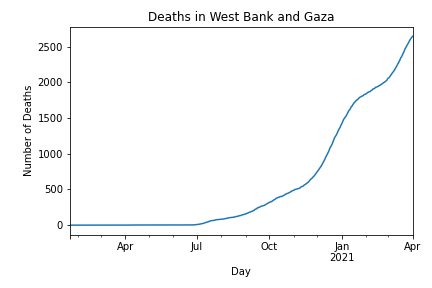 Deaths in West Bank and Gaza
Number of Deaths
2500
2000
1500
1000
500
0
Apr
Jul
Oct
Jan
2021
Apr
Day